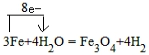 8e-
3Fe+4H₂O = Fe₃O₄+4H₂